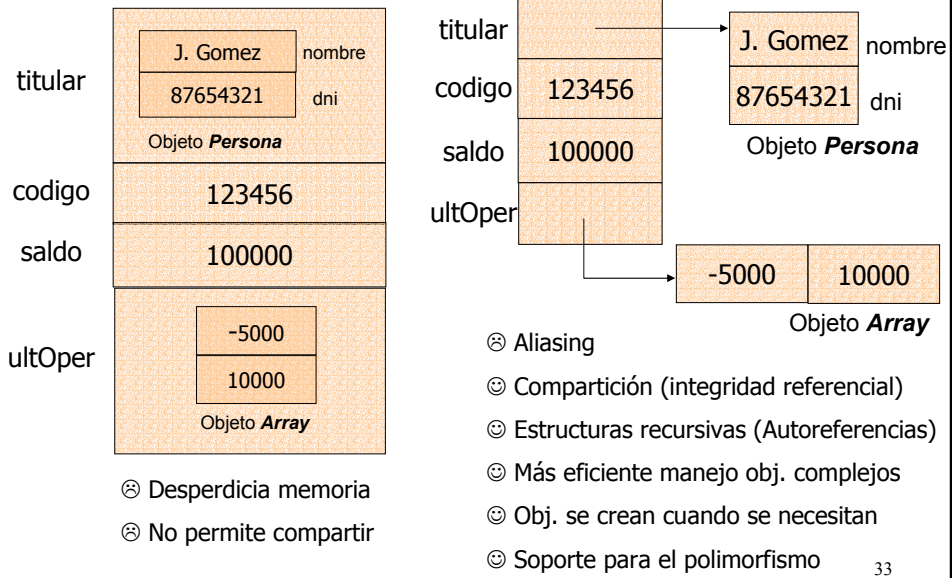 titular
J. Gomez
nombre
87654321
dni
Objeto Persona
codigo
123456
saldo
100000
ultOper
-5000
10000
Objeto Array
☹ Desperdicia memoria
☹ No permite compartir
titular
J. Gomez
nombre
87654321
dni
Objeto Persona
codigo
123456
saldo
100000
ultOper
-5000
10000
Objeto Array
☹ Aliasing
☺ Compartición (integridad referencial)
☺ Estructuras recursivas (Autoreferencias)
☺ Más eficiente manejo obj. complejos
☺ Obj. se crean cuando se necesitan
☺ Soporte para el polimorfismo
33